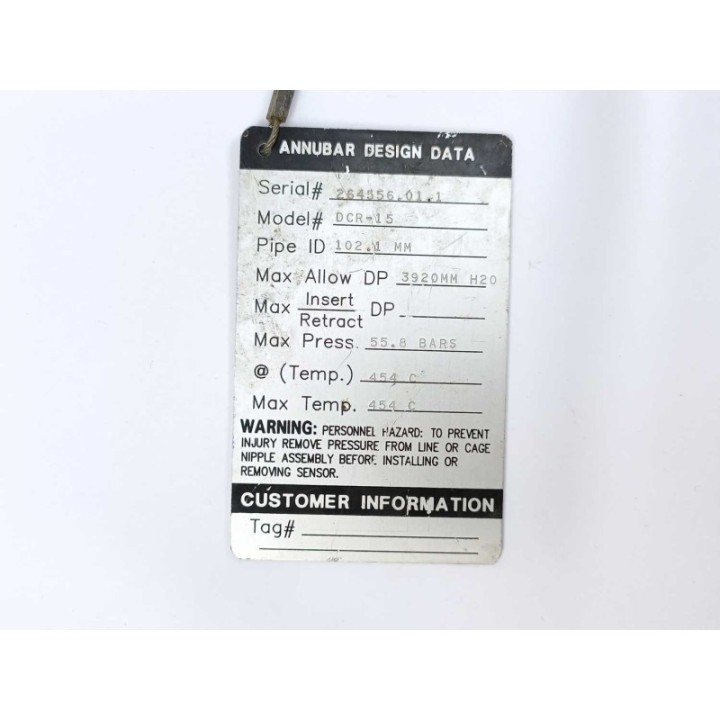 ANNUBAR DESIGN DATA
Serial# 264556.01.1
Model# DCR-15
Pipe ID 102.1 MM
Max Allow DP 3920MM H20
Max Insert/Retract DP
Max Press. 55.8 BARS
@ (Temp.) 454 C
Max Temp. 454 C
WARNING: PERSONNEL HAZARD: TO PREVENT
INJURY REMOVE PRESSURE FROM LINE OR CAGE
NIPPLE ASSEMBLY BEFORE INSTALLING OR
REMOVING SENSOR.
CUSTOMER INFORMATION
Tag#